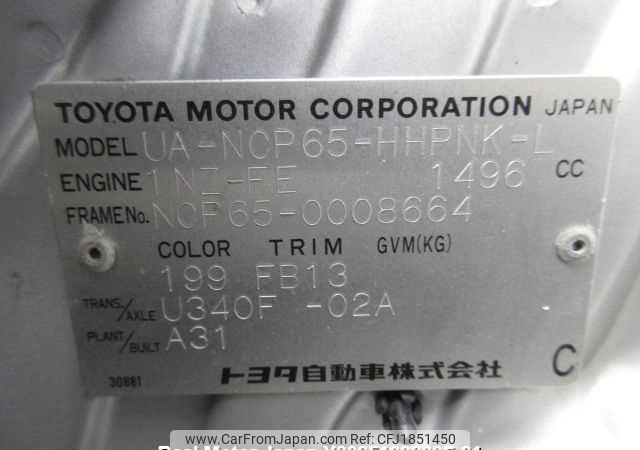 TOYOTA MOTOR CORPORATION JAPAN
MODEL UA-NCP65-HHPNK-L
ENGINE 1NZ-FE 1496 CC
FRAME No. NCP65-0008664
COLOR TRIM GVM(KG)
199 FB13
TRANS./AXLE U340F -02A
PLANT/BUILT A31
30881
トヨタ自動車株式会社 C
www.CarFromJapan.com | ID: CFJ1851450